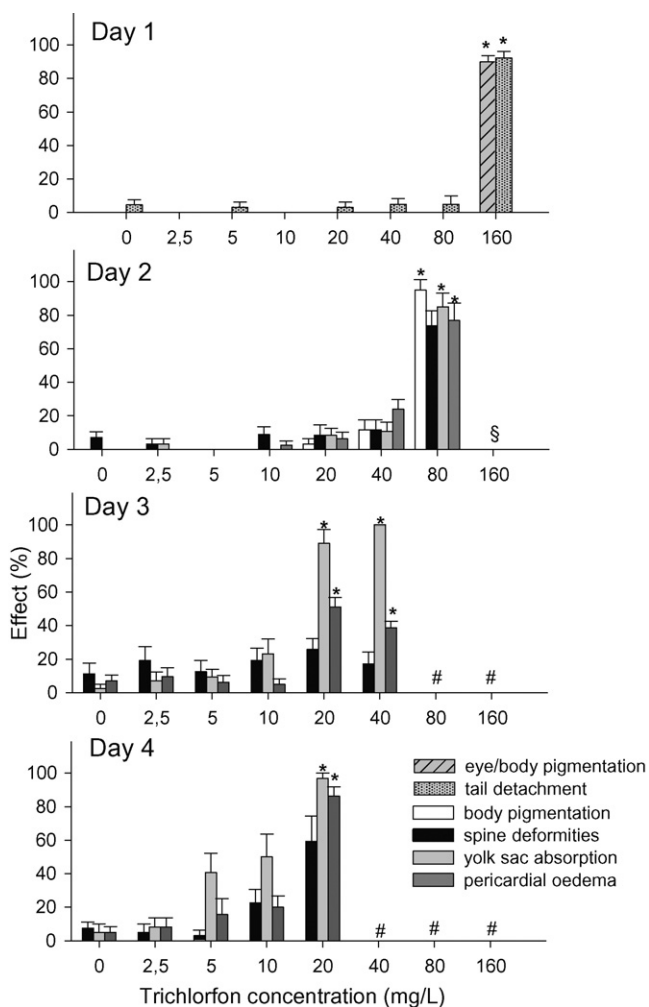 Day 1
100
80
60
40
20
0
* *
0 2,5 5 10 20 40 80 160
Day 2
100
80
60
40
20
0
* * *
§
0 2,5 5 10 20 40 80 160
Day 3
100
80
60
40
20
0
* * * *
# #
0 2,5 5 10 20 40 80 160
Effect (%)
Day 4
100
80
60
40
20
0
* *
# # #
0 2,5 5 10 20 40 80 160
eye/body pigmentation
tail detachment
body pigmentation
spine deformities
yolk sac absorption
pericardial oedema
Trichlorfon concentration (mg/L)